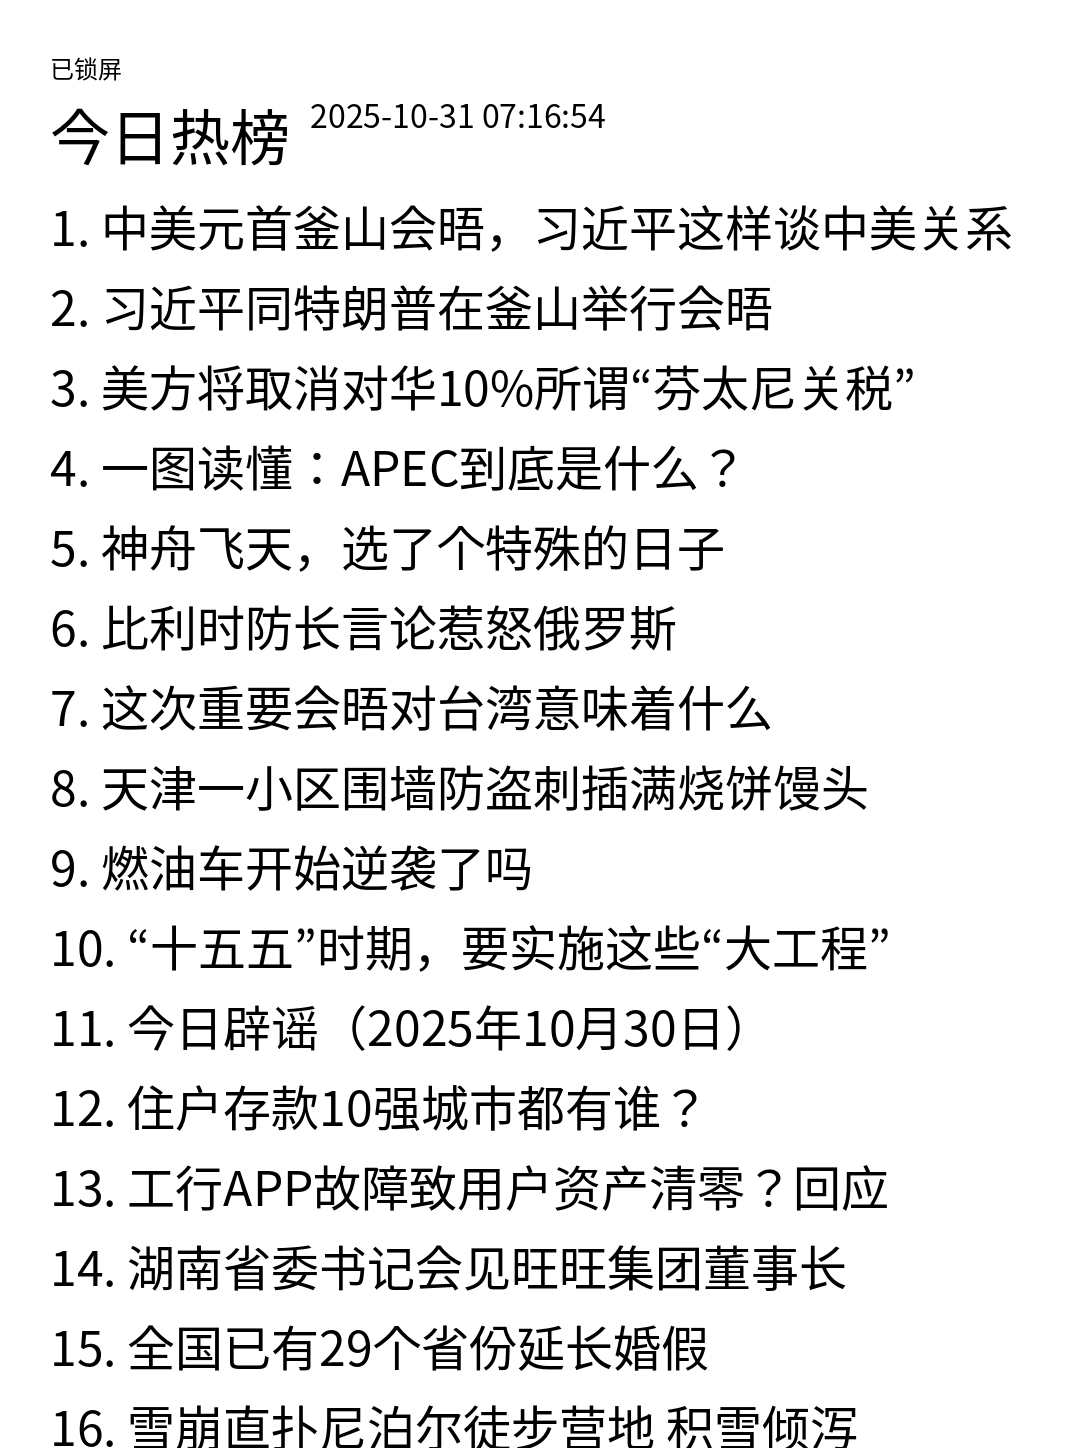 已锁屏
今日热榜 2025-10-31 07:16:54
1. 中美元首釜山会晤，习近平这样谈中美关系
2. 习近平同特朗普在釜山举行会晤
3. 美方将取消对华10%所谓“芬太尼关税”
4. 一图读懂：APEC到底是什么？
5. 神舟飞天，选了个特殊的日子
6. 比利时防长言论惹怒俄罗斯
7. 这次重要会晤对台湾意味着什么
8. 天津一小区围墙防盗刺插满烧饼馒头
9. 燃油车开始逆袭了吗
10. “十五五”时期，要实施这些“大工程”
11. 今日辟谣（2025年10月30日）
12. 住户存款10强城市都有谁？
13. 工行APP故障致用户资产清零？回应
14. 湖南省委书记会见旺旺集团董事长
15. 全国已有29个省份延长婚假
16. 雪崩直扑尼泊尔徒步营地 积雪倾泻